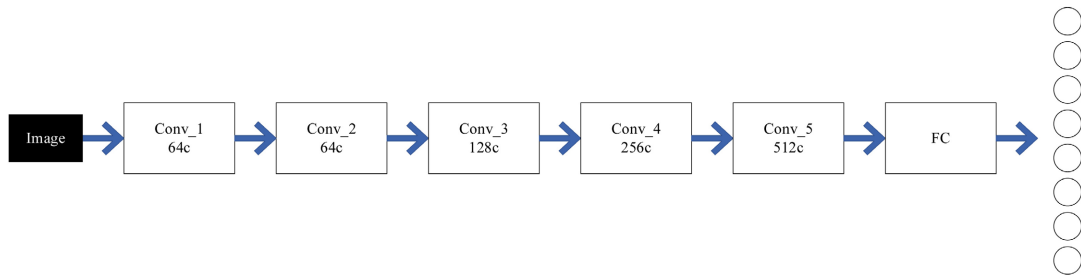 Image
Conv_1
64c
Conv_2
64c
Conv_3
128c
Conv_4
256c
Conv_5
512c
FC